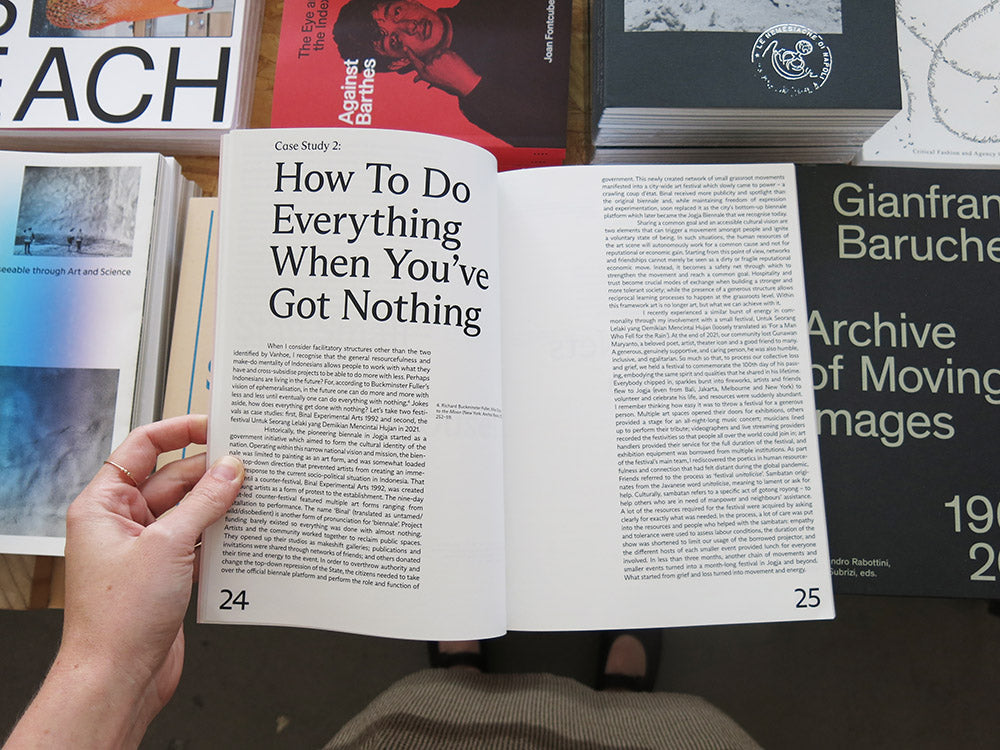 ACH
The Eye and
the Index
Against
Barthes
Joan Fontcuberta
LE REMESTACHE DI NAPOLI
Critical Fashion and Agency
seeable through Art and Science
Case Study 2:
How To Do
Everything
When You've
Got Nothing
When I consider facilitatory structures other than the two
identified by Vanhoe, I recognise that the general resourcefulness and
make-do mentality of Indonesians allows people to work with what they
have and cross-subsidise projects to be able to do more with less. Perhaps
Indonesians are living in the future? For, according to Buckminster Fuller's
vision of ephemeralisation, in the future one can do more and more with
less and less until eventually one can do everything with nothing.⁴ Jokes
aside, how does everything get done with nothing? Let's take two festi-
vals as case studies: first, Binal Experimental Arts 1992 and second, the
festival Untuk Seorang Lelaki yang Demikian Mencintai Hujan in 2021.
Historically, the pioneering biennale in Jogja started as a
government initiative which aimed to form the cultural identity of the
nation. Operating within this narrow national vision and mission, the bien-
nale was limited to painting as an art form, and was somewhat loaded
top-down direction that prevented artists from creating an imme-
response to the current socio-political situation in Indonesia. That
a counter-festival, Binal Experimental Arts 1992, was created
ung artists as a form of protest to the establishment. The nine-day
t-led counter-festival featured multiple art forms ranging from
tallation to performance. The name 'Binal' (translated as untamed/
wild/disobedient) is another form of pronunciation for 'biennale'. Project
funding barely existed so everything was done with almost nothing.
Artists and the community worked together to reclaim public spaces.
They opened up their studios as makeshift galleries; publications and
invitations were shared through networks of friends; and others donated
their time and energy to the event. In order to overthrow authority and
change the top-down repression of the State, the citizens needed to take
over the official biennale platform and perform the role and function of
4. Richard Buckminster Fuller,
to the Moon (New York: Anchor
252–59.
24
government. This newly created network of small grassroot movements
manifested into a city-wide art festival which slowly came to power – a
crawling coup d'état. Binal received more publicity and spotlight than
the original biennale and, while maintaining freedom of expression
and experimentation, soon replaced it as the city's bottom-up biennale
platform which later became the Jogja Biennale that we recognise today.
Sharing a common goal and an accessible cultural vision are
two elements that can trigger a movement amongst people and ignite
a voluntary state of being. In such situations, the human resources of
the art scene will autonomously work for a common cause and not for
reputational or economic gain. Starting from this point of view, networks
and friendships cannot merely be seen as a dirty or fragile reputational
economic move. Instead, it becomes a safety net through which to
strengthen the movement and reach a common goal. Hospitality and
trust become crucial modes of exchange when building a stronger and
more tolerant society; while the presence of a generous structure allows
reciprocal learning processes to happen at the grassroots level. Within
this framework art is no longer art, but what we can achieve with it.
I recently experienced a similar burst of energy in com-
monality through my involvement with a small festival, Untuk Seorang
Lelaki yang Demikian Mencintai Hujan (loosely translated as 'For a Man
Who Fell for the Rain'). At the end of 2021, our community lost Gunawan
Maryanto, a beloved poet, artist, theater icon and a good friend to many.
A generous, genuinely supportive, and caring person, he was also humble,
inclusive, and egalitarian. So much so that, to process our collective loss
and grief, we held a festival to commemorate the 100th day of his pass-
ing, embodying the same spirit and qualities that he shared in his lifetime.
Everybody chipped in, sparkles bunt into fireworks, artists and friends
flew to Jogja (even from Bali, Jakarta, Melbourne and New York) to
volunteer and celebrate his life, and resources were suddenly abundant.
I remember thinking how easy it was to throw a festival for a generous
person. Multiple art spaces opened their doors for exhibitions, others
provided a stage for an all-night-long music concert; musicians lined
up to perform their tribute; videographers and live streaming providers
recorded the festivities so that people all over the world could join in; art
handlers provided their service for the full duration of the festival, and
exhibition equipment was borrowed from multiple institutions. As part
of the festival's main team, I rediscovered the poetics in human resource-
fulness and connection that had felt distant during the global pandemic.
Friends referred to the process as 'festival unitolicie'. Sambatan origi-
nates from the Javanese word unitolicie, meaning to lament or ask for
help. Culturally, sambatan refers to a specific act of gotong royong – to
help others who are in need of manpower and neighbours' assistance.
A lot of the resources required for the festival were acquired by asking
clearly for exactly what was needed. In the process, a lot of care was put
into the resources and people who helped with the sambatan; empathy
and tolerance were used to assess labour conditions, the duration of the
show was shortened to limit our usage of the borrowed projector, and
the different hosts of each smaller event provided lunch for everyone
involved. In less than three months, another chain of movements and
smaller events turned into a month-long festival in Jogja and beyond.
What started from grief and loss turned into movement and energy.
25
Gianfran
Baruche
Archive
of Moving
Images
190
20
ndro Rabottini,
Subrizi, eds.